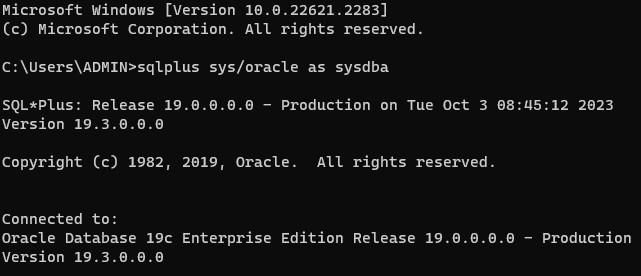 Microsoft Windows [Version 10.0.22621.2283]
(c) Microsoft Corporation. All rights reserved.
C:\Users\ADMIN>sqlplus sys/oracle as sysdba
SQL*Plus: Release 19.0.0.0.0 - Production on Tue Oct 3 08:45:12 2023
Version 19.3.0.0.0
Copyright (c) 1982, 2019, Oracle.  All rights reserved.
Connected to:
Oracle Database 19c Enterprise Edition Release 19.0.0.0.0 - Production
Version 19.3.0.0.0